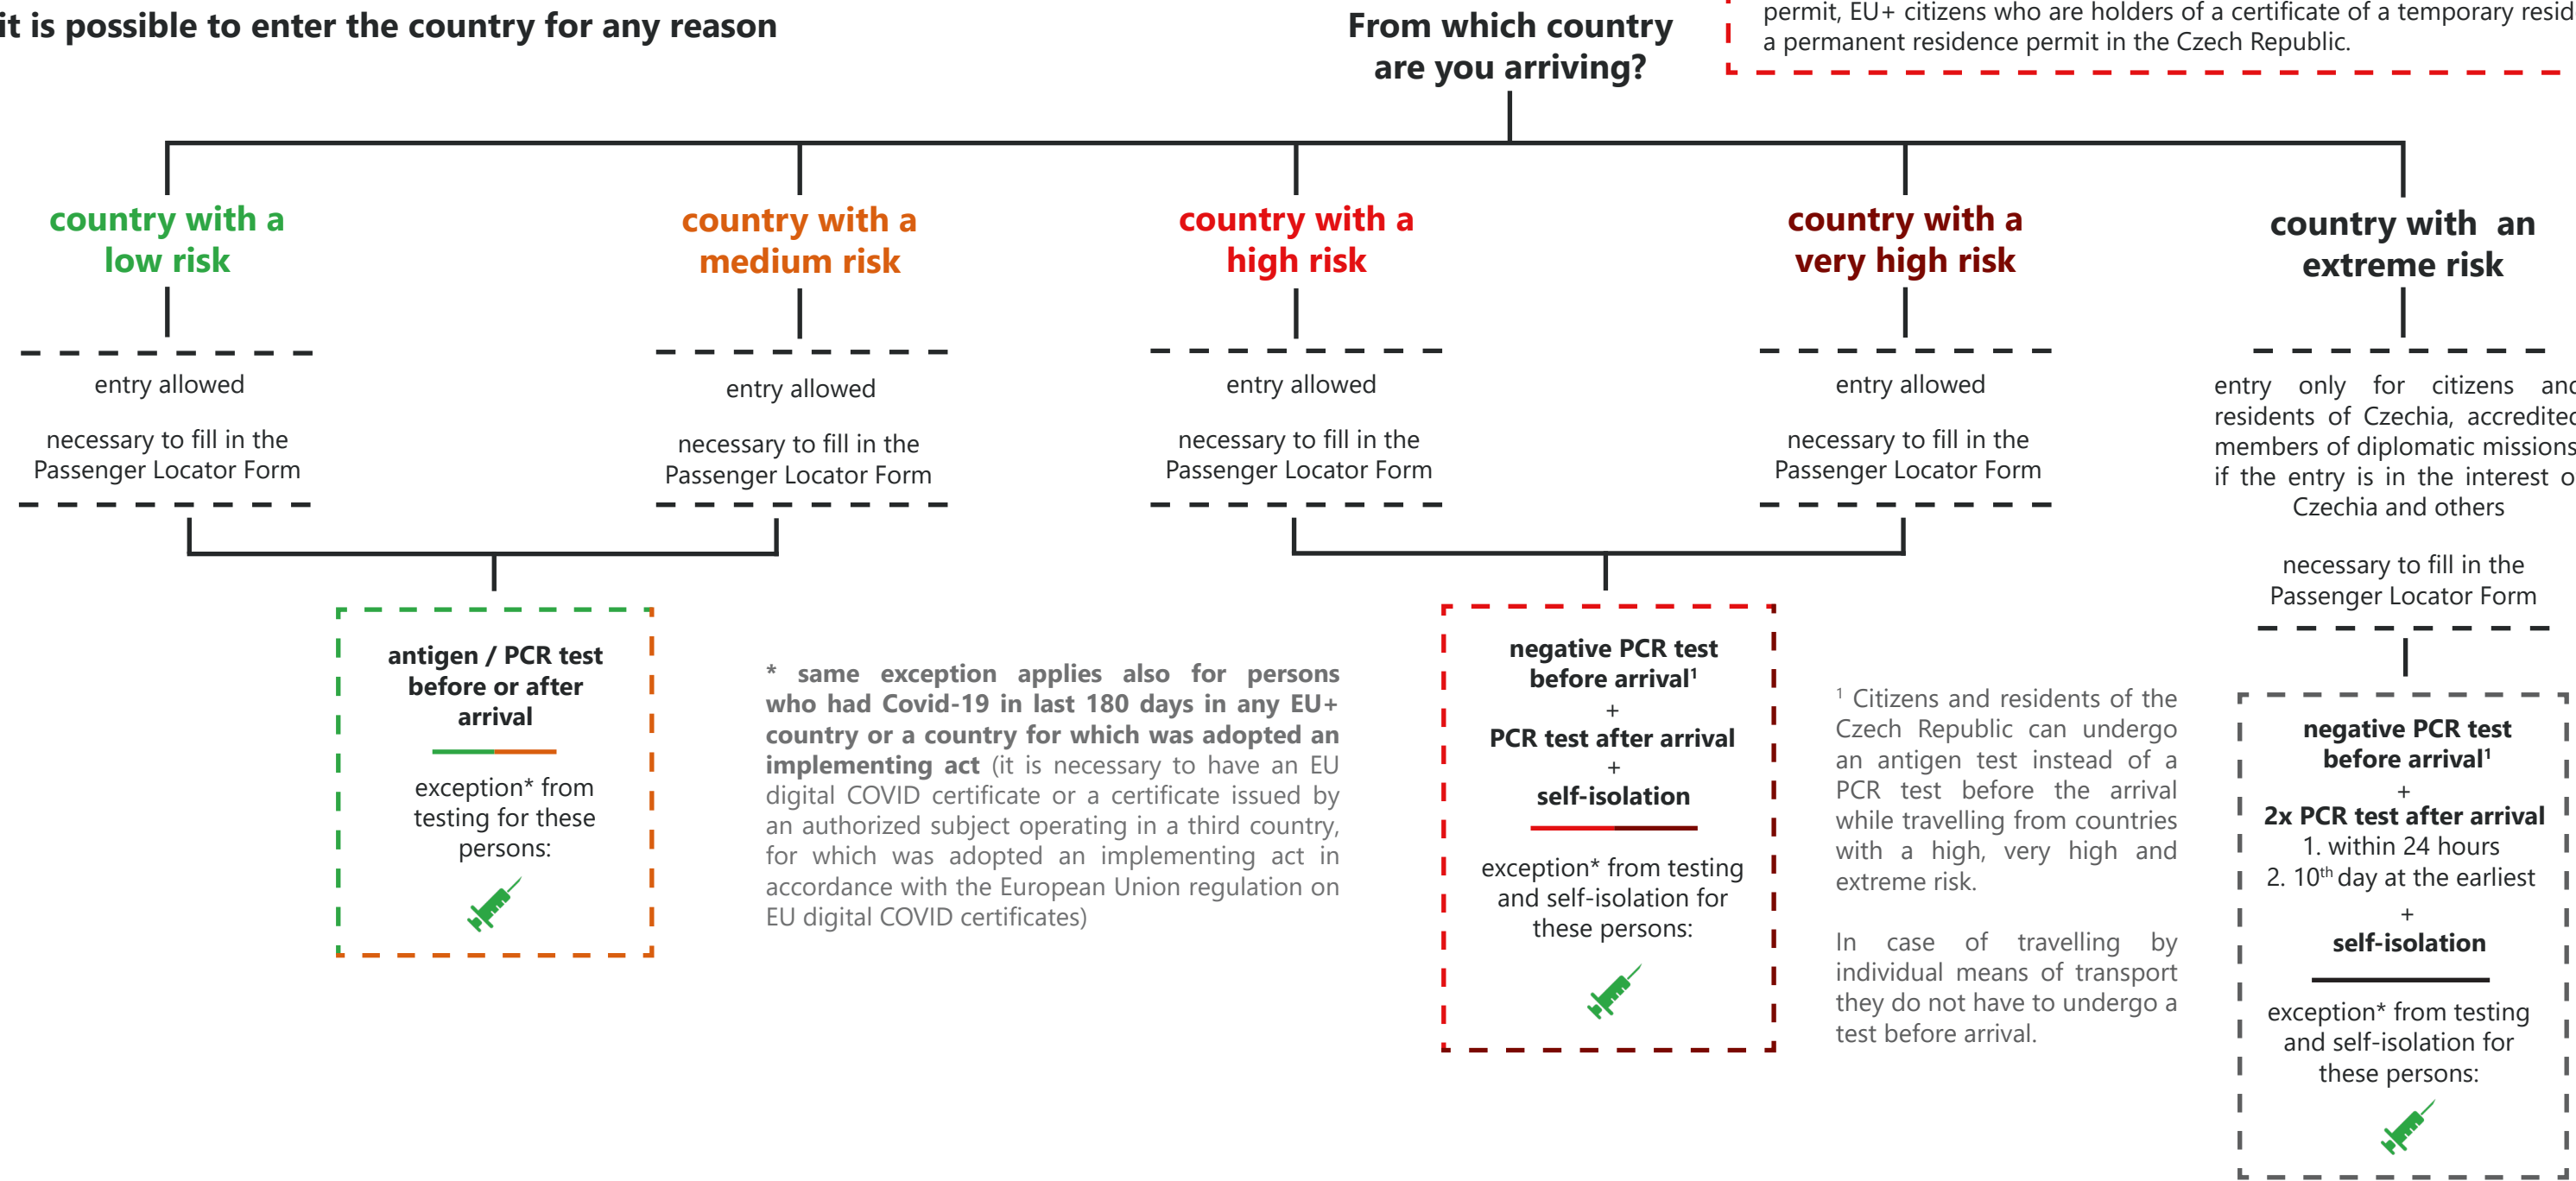 it is possible to enter the country for any reason
From which country
are you arriving?
permit, EU+ citizens who are holders of a certificate of a temporary
a permanent residence permit in the Czech Republic.
country with a
low risk
entry allowed
necessary to fill in the
Passenger Locator Form
country with a
medium risk
entry allowed
necessary to fill in the
Passenger Locator Form
country with a
high risk
entry allowed
necessary to fill in the
Passenger Locator Form
country with a
very high risk
entry allowed
necessary to fill in the
Passenger Locator Form
country with an
extreme risk
entry only for citizens and
residents of Czechia, accredited
members of diplomatic missions
if the entry is in the interest
Czechia and others
necessary to fill in the
Passenger Locator Form
antigen / PCR test
before or after
arrival
exception* from
testing for these
persons:
* same exception applies also for persons
who had Covid-19 in last 180 days in any EU+
country or a country for which was adopted an
implementing act (it is necessary to have an EU
digital COVID certificate or a certificate issued by
an authorized subject operating in a third country,
for which was adopted an implementing act in
accordance with the European Union regulation on
EU digital COVID certificates)
negative PCR test
before arrival¹
+
PCR test after arrival
+
self-isolation
exception* from testing
and self-isolation for
these persons:
¹ Citizens and residents of the
Czech Republic can undergo
an antigen test instead of a
PCR test before the arrival
while travelling from countries
with a high, very high and
extreme risk.
In case of travelling by
individual means of transport
they do not have to undergo a
test before arrival.
negative PCR test
before arrival¹
+
2x PCR test after arrival
1. within 24 hours
2. 10th day at the earliest
+
self-isolation
exception* from testing
and self-isolation for
these persons: